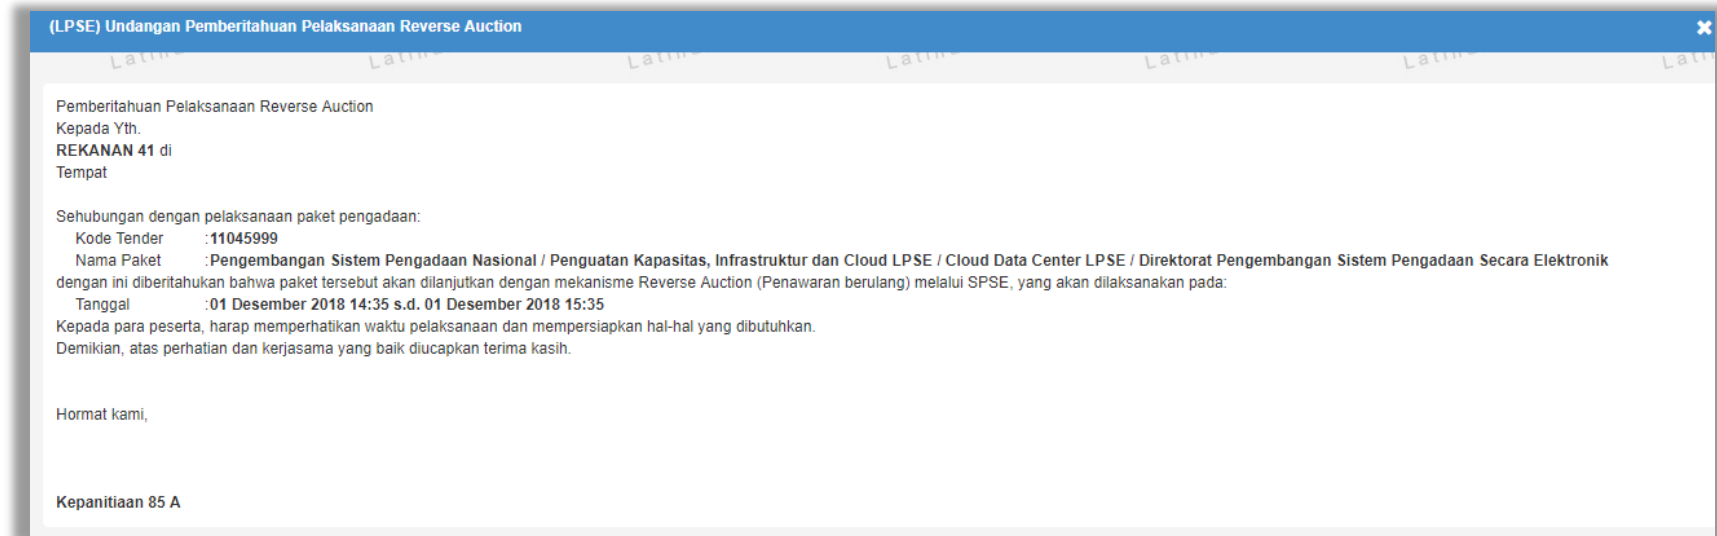 (LPSE) Undangan Pemberitahuan Pelaksanaan Reverse Auction
Pemberitahuan Pelaksanaan Reverse Auction
Kepada Yth.
REKANAN 41 di
Tempat
Sehubungan dengan pelaksanaan paket pengadaan:
Kode Tender :11045999
Nama Paket :Pengembangan Sistem Pengadaan Nasional / Penguatan Kapasitas, Infrastruktur dan Cloud LPSE / Cloud Data Center LPSE / Direktorat Pengembangan Sistem Pengadaan Secara Elektronik
dengan ini diberitahukan bahwa paket tersebut akan dilanjutkan dengan mekanisme Reverse Auction (Penawaran berulang) melalui SPSE, yang akan dilaksanakan pada:
Tanggal :01 Desember 2018 14:35 s.d. 01 Desember 2018 15:35
Kepada para peserta, harap memperhatikan waktu pelaksanaan dan mempersiapkan hal-hal yang dibutuhkan.
Demikian, atas perhatian dan kerjasama yang baik diucapkan terima kasih.
Hormat kami,
Kepanitiaan 85 A